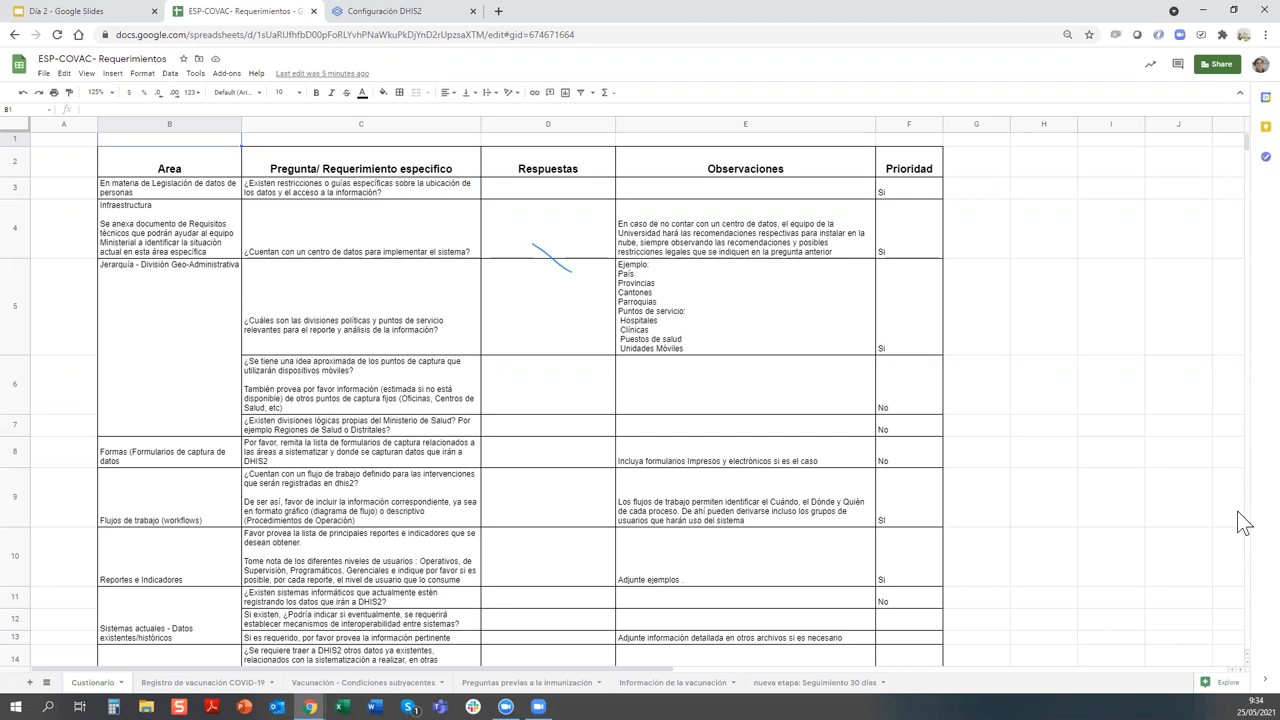 Día 2 - Google Slides
ESP-COVAC- Requerimientos - G
Configuración DHIS2
docs.google.com/spreadsheets/d/1sUaRUfhfbD00pFoRLYvhPNaWkuPkDjYnD2rUpzsaXTM/edit#gid=674671664
ESP-COVAC- Requerimientos
File Edit View Insert Format Data Tools Add-ons Help Last edit was 5 minutes ago
Share
125% $ % .0 .00 123 Default (Ari... 10 B I S A
B1 fx
A B C D E F G H I J
1
2 Area Pregunta/ Requerimiento específico Respuestas Observaciones Prioridad
3 En materia de Legislación de datos de personas ¿Existen restricciones o guías específicas sobre la ubicación de los datos y el acceso a la información? Si
Infraestructura
4 Se anexa documento de Requisitos técnicos que podrán ayudar al equipo Ministerial a identificar la situación actual en esta área específica ¿Cuentan con un centro de datos para implementar el sistema? En caso de no contar con un centro de datos, el equipo de la Universidad hará las recomendaciones respectivas para instalar en la nube, siempre observando las recomendaciones y posibles restricciones legales que se indiquen en la pregunta anterior Si
Jerarquía - División Geo-Administrativa
5 ¿Cuáles son las divisiones políticas y puntos de servicio relevantes para el reporte y análisis de la información?
Ejemplo:
País
Provincias
Cantones
Parroquias
Puntos de servicio:
Hospitales
Clínicas
Puestos de salud
Unidades Móviles
Si
6 ¿Se tiene una idea aproximada de los puntos de captura que utilizarán dispositivos móviles?
También provea por favor información (estimada si no está disponible) de otros puntos de captura fijos (Oficinas, Centros de Salud, etc) No
7 ¿Existen divisiones lógicas propias del Ministerio de Salud? Por ejemplo Regiones de Salud o Distritales? No
8 Formas (Formularios de captura de datos Por favor, remita la lista de formularios de captura relacionados a las áreas a sistematizar y donde se capturan datos que irán a DHIS2 Incluya formularios Impresos y electrónicos si es el caso No
9 Flujos de trabajo (workflows) ¿Cuentan con un flujo de trabajo definido para las intervenciones que serán registradas en dhis2?
De ser así, favor de incluir la información correspondiente, ya sea en formato gráfico (diagrama de flujo) o descriptivo (Procedimientos de Operación) Los flujos de trabajo permiten identificar el Cuándo, el Dónde y Quién de cada proceso. De ahí pueden derivarse incluso los grupos de usuarios que harán uso del sistema SI
10 Reportes e Indicadores Favor provea la lista de principales reportes e indicadores que se desean obtener.
Tome nota de los diferentes niveles de usuarios : Operativos, de Supervisión, Programáticos, Gerenciales e indique por favor si es posible, por cada reporte, el nivel de usuario que lo consume Adjunte ejemplos . Si
11 ¿Existen sistemas informáticos que actualmente estén registrando los datos que irán a DHIS2? No
12 Sistemas actuales - Datos existentes/históricos Si existen, ¿Podría indicar si eventualmente, se requerirá establecer mecanismos de interoperabilidad entre sistemas?
13 Si es requerido, por favor provea la información pertinente Adjunte información detallada en otros archivos si es necesario
14 ¿Se requiere traer a DHIS2 otros datos ya existentes, relacionados con la sistematización a realizar, en otras
Custionario Registro de vacunación COVID-19 Vacunación - Condiciones subyacentes Preguntas previas a la inmunización Información de la vacunación nueva etapa: Seguimiento 30 días
Explore
9:34
25/05/2021